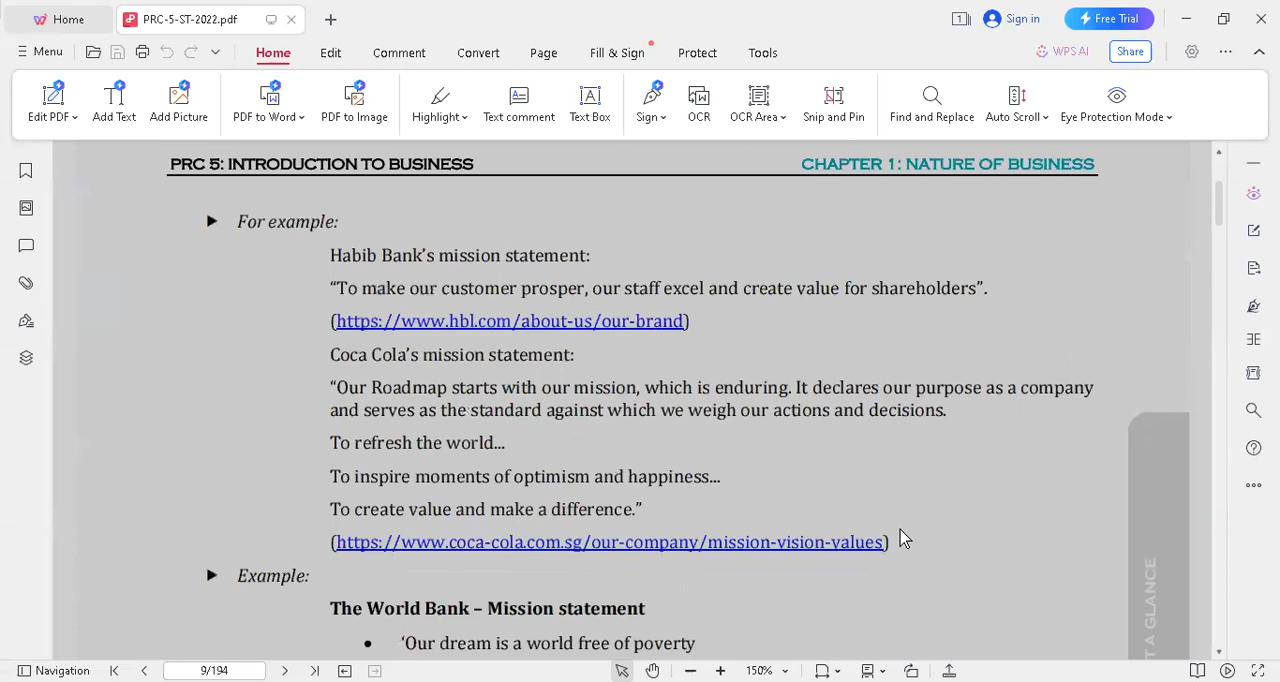 Home
PRC-5-ST-2022.pdf
Sign in
Free Trial
Menu
Home
Edit
Comment
Convert
Page
Fill & Sign
Protect
Tools
WPS AI
Share
Edit PDF
Add Text
Add Picture
PDF to Word
PDF to Image
Highlight
Text comment
Text Box
Sign
OCR
OCR Area
Snip and Pin
Find and Replace
Auto Scroll
Eye Protection Mode
PRC 5: INTRODUCTION TO BUSINESS
CHAPTER 1: NATURE OF BUSINESS
For example:
Habib Bank's mission statement:
“To make our customer prosper, our staff excel and create value for shareholders”.
(https://www.hbl.com/about-us/our-brand)
Coca Cola's mission statement:
“Our Roadmap starts with our mission, which is enduring. It declares our purpose as a company
and serves as the standard against which we weigh our actions and decisions.
To refresh the world...
To inspire moments of optimism and happiness...
To create value and make a difference.”
(https://www.coca-cola.com.sg/our-company/mission-vision-values)
Example:
The World Bank – Mission statement
• ‘Our dream is a world free of poverty
T A GLANCE
Navigation
9/194
150%